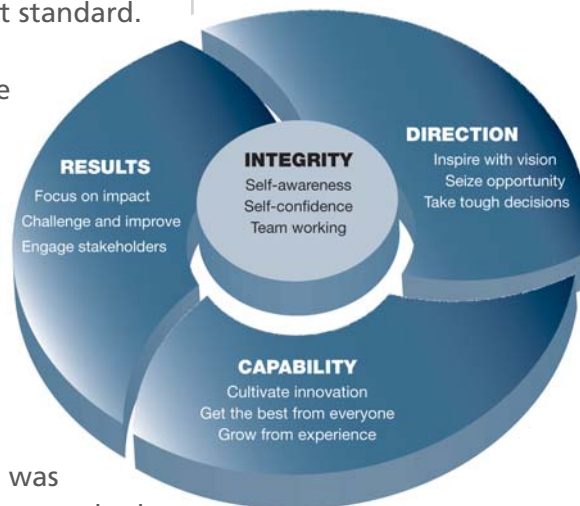 t standard.
e
RESULTS
Focus on impact
Challenge and improve
Engage stakeholders
INTEGRITY
Self-awareness
Self-confidence
Team working
DIRECTION
Inspire with vision
Seize opportunity
Take tough decisions
CAPABILITY
Cultivate innovation
Get the best from everyone
Grow from experience
was